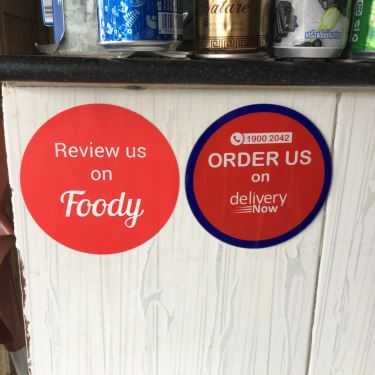 Review us
on
Foody
1900 2042
ORDER US
on
delivery
Now